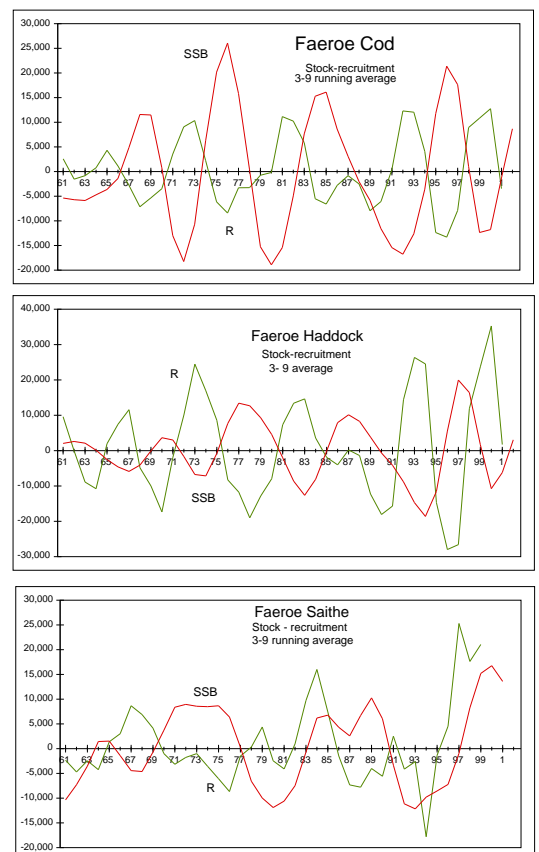 Faeroe Cod
Stock-recruitment
3-9 running average
SSB
R
30,000
25,000
20,000
15,000
10,000
5,000
0
-5,000
-10,000
-15,000
-20,000
61 63 65 67 69 71 73 75 77 79 81 83 85 87 89 91 93 95 97 99 1
Faeroe Haddock
Stock-recruitment
3- 9 average
R
SSB
40,000
30,000
20,000
10,000
0
-10,000
-20,000
-30,000
61 63 65 67 69 71 73 75 77 79 81 83 85 87 89 91 93 95 97 99 1
Faeroe Saithe
Stock - recruitment
3-9 running average
SSB
R
30,000
25,000
20,000
15,000
10,000
5,000
0
-5,000
-10,000
-15,000
-20,000
61 63 65 67 69 71 73 75 77 79 81 83 85 87 89 91 93 95 97 99 1